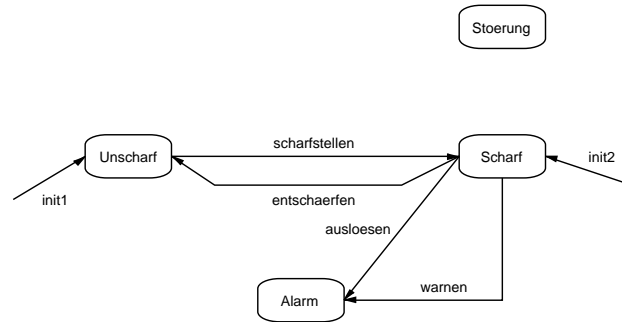 Stoerung
scharfstellen
Unscharf
Scharf
init2
init1
entschaerfen
ausloesen
warnen
Alarm